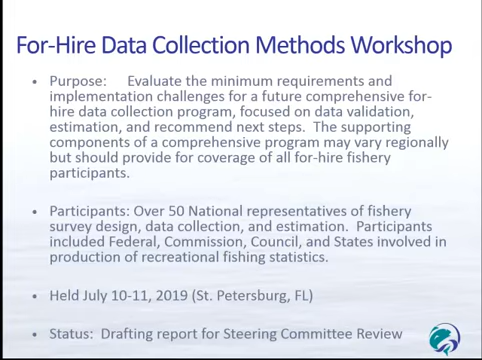 For-Hire Data Collection Methods Workshop
• Purpose: Evaluate the minimum requirements and
implementation challenges for a future comprehensive for-
hire data collection program, focused on data validation,
estimation, and recommend next steps. The supporting
components of a comprehensive program may vary regionally
but should provide for coverage of all for-hire fishery
participants.
• Participants: Over 50 National representatives of fishery
survey design, data collection, and estimation. Participants
included Federal, Commission, Council, and States involved in
production of recreational fishing statistics.
• Held July 10-11, 2019 (St. Petersburg, FL)
• Status: Drafting report for Steering Committee Review